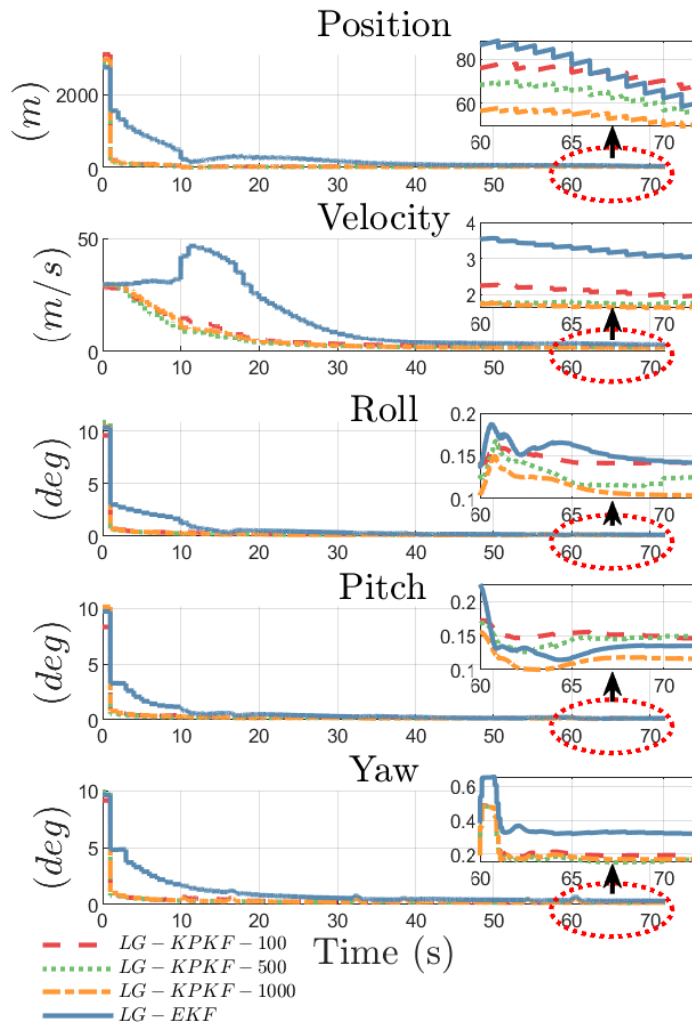 Position
(m)
2000
0
0 10 20 30 40 50 60 70
80
60
60 65 70
Velocity
(m/s)
50
0
0 10 20 30 40 50 60 70
4
3
2
60 65 70
Roll
(deg)
10
5
0
0 10 20 30 40 50 60 70
0.2
0.15
0.1
60 65 70
Pitch
(deg)
10
5
0
0 10 20 30 40 50 60 70
0.2
0.15
0.1
60 65 70
Yaw
(deg)
10
5
0
0 10 20 30 40 50 60 70
0.6
0.4
0.2
60 65 70
Time (s)
LG − KPKF − 100
LG − KPKF − 500
LG − KPKF − 1000
LG − EKF